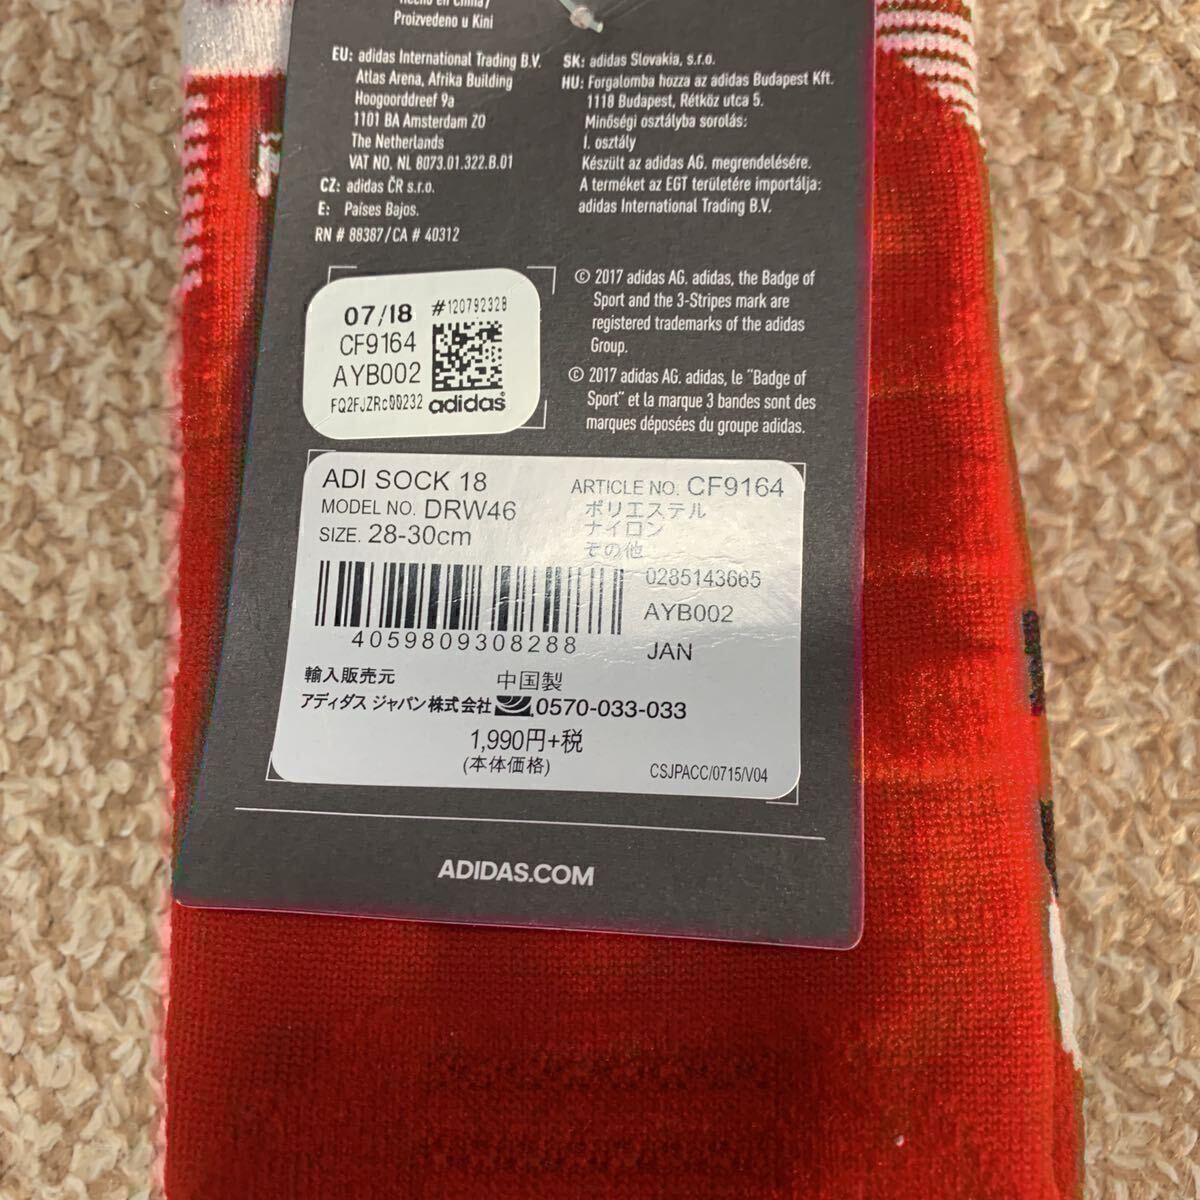 Hecho en China/
Proizvedeno u Kini
EU: adidas International Trading B.V.
Atlas Arena, Afrika Building
Hoogoorddreef 9a
1101 BA Amsterdam ZO
The Netherlands
VAT NO. NL 8073.01.322.B.01
CZ: adidas ČR s.r.o.
E: Países Bajos.
RN # 88387/CA # 40312
SK: adidas Slovakia, s.r.o.
HU: Forgalomba hozza az adidas Budapest Kft.
1118 Budapest, Rétköz utca 5.
Minőségi osztályba sorolás:
I. osztály
Készült az adidas AG. megrendelésére.
A terméket az EGT területére importálja:
adidas International Trading B.V.
© 2017 adidas AG. adidas, the Badge of
Sport and the 3-Stripes mark are
registered trademarks of the adidas
Group.
© 2017 adidas AG. adidas, le "Badge of
Sport" et la marque 3 bandes sont des
marques déposées du groupe adidas.
07/18 #120792328
CF9164
AYB002
FQ2FJZRc00232 adidas
ADI SOCK 18
MODEL NO. DRW46
SIZE. 28-30cm
ARTICLE NO. CF9164
ポリエステル
ナイロン
その他
0285143665
AYB002
JAN
4059809308288
輸入販売元 中国製
アディダス ジャパン株式会社 0570-033-033
1,990円+税
(本体価格)
CSJPACC/0715/V04
ADIDAS.COM